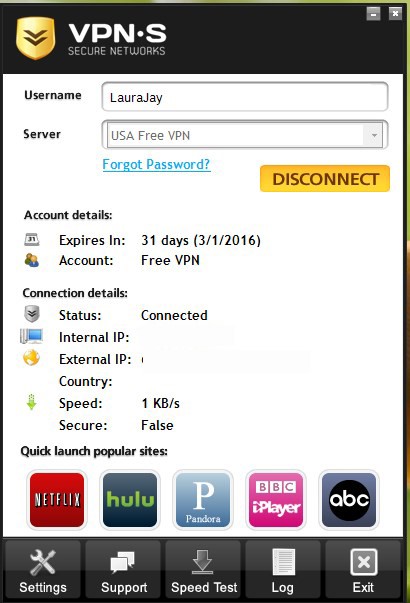 VPN·S
SECURE NETWORKS
Username LauraJay
Server USA Free VPN
Forgot Password?
DISCONNECT
Account details:
31 Expires In: 31 days (3/1/2016)
Account: Free VPN
Connection details:
Status: Connected
Internal IP:
External IP:
Country:
Speed: 1 KB/s
Secure: False
Quick launch popular sites:
NETFLIX hulu P Pandora BBC iPlayer abc
Settings Support Speed Test Log Exit